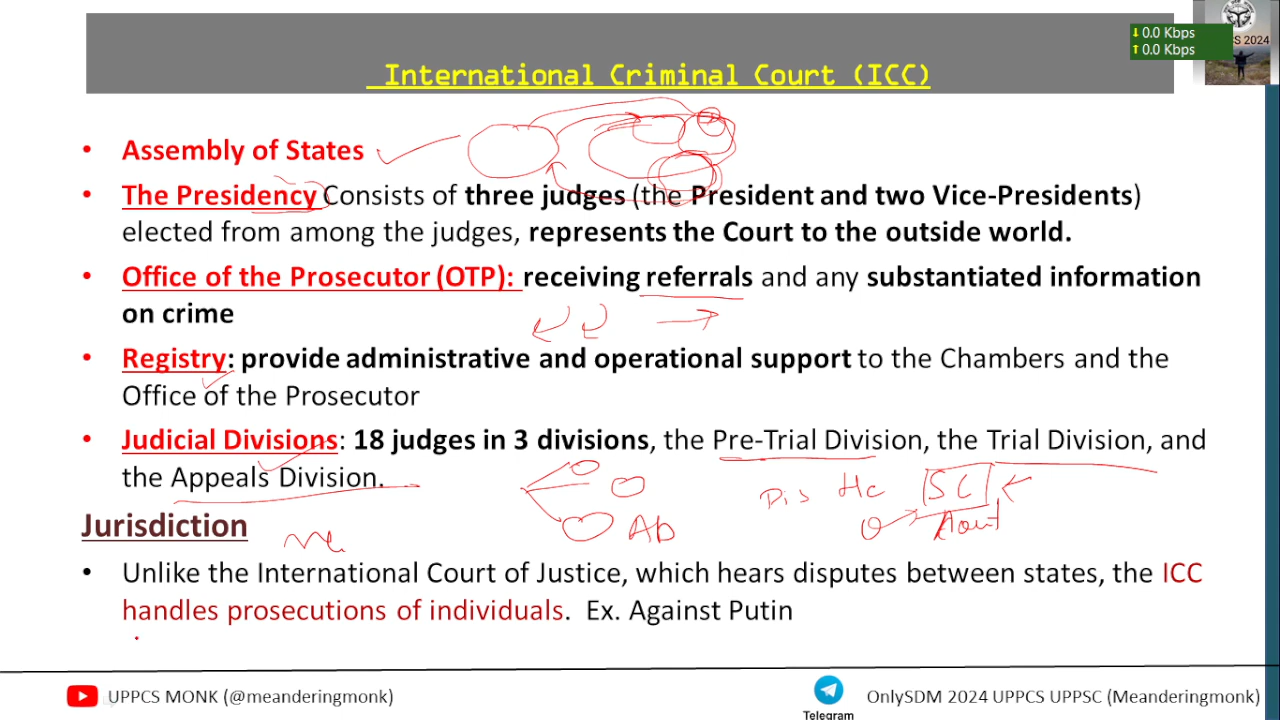 ↓ 0.0 Kbps
↑ 0.0 Kbps
CS 2024
International Criminal Court (ICC)
• Assembly of States
• The Presidency Consists of three judges (the President and two Vice-Presidents)
elected from among the judges, represents the Court to the outside world.
• Office of the Prosecutor (OTP): receiving referrals and any substantiated information
on crime
• Registry: provide administrative and operational support to the Chambers and the
Office of the Prosecutor
• Judicial Divisions: 18 judges in 3 divisions, the Pre-Trial Division, the Trial Division, and
the Appeals Division.
Dis Hc SC
Ab
Jurisdiction
• Unlike the International Court of Justice, which hears disputes between states, the ICC
handles prosecutions of individuals. Ex. Against Putin
UPPCS MONK (@meanderingmonk)
Telegram
OnlySDM 2024 UPPCS UPPSC (Meanderingmonk)